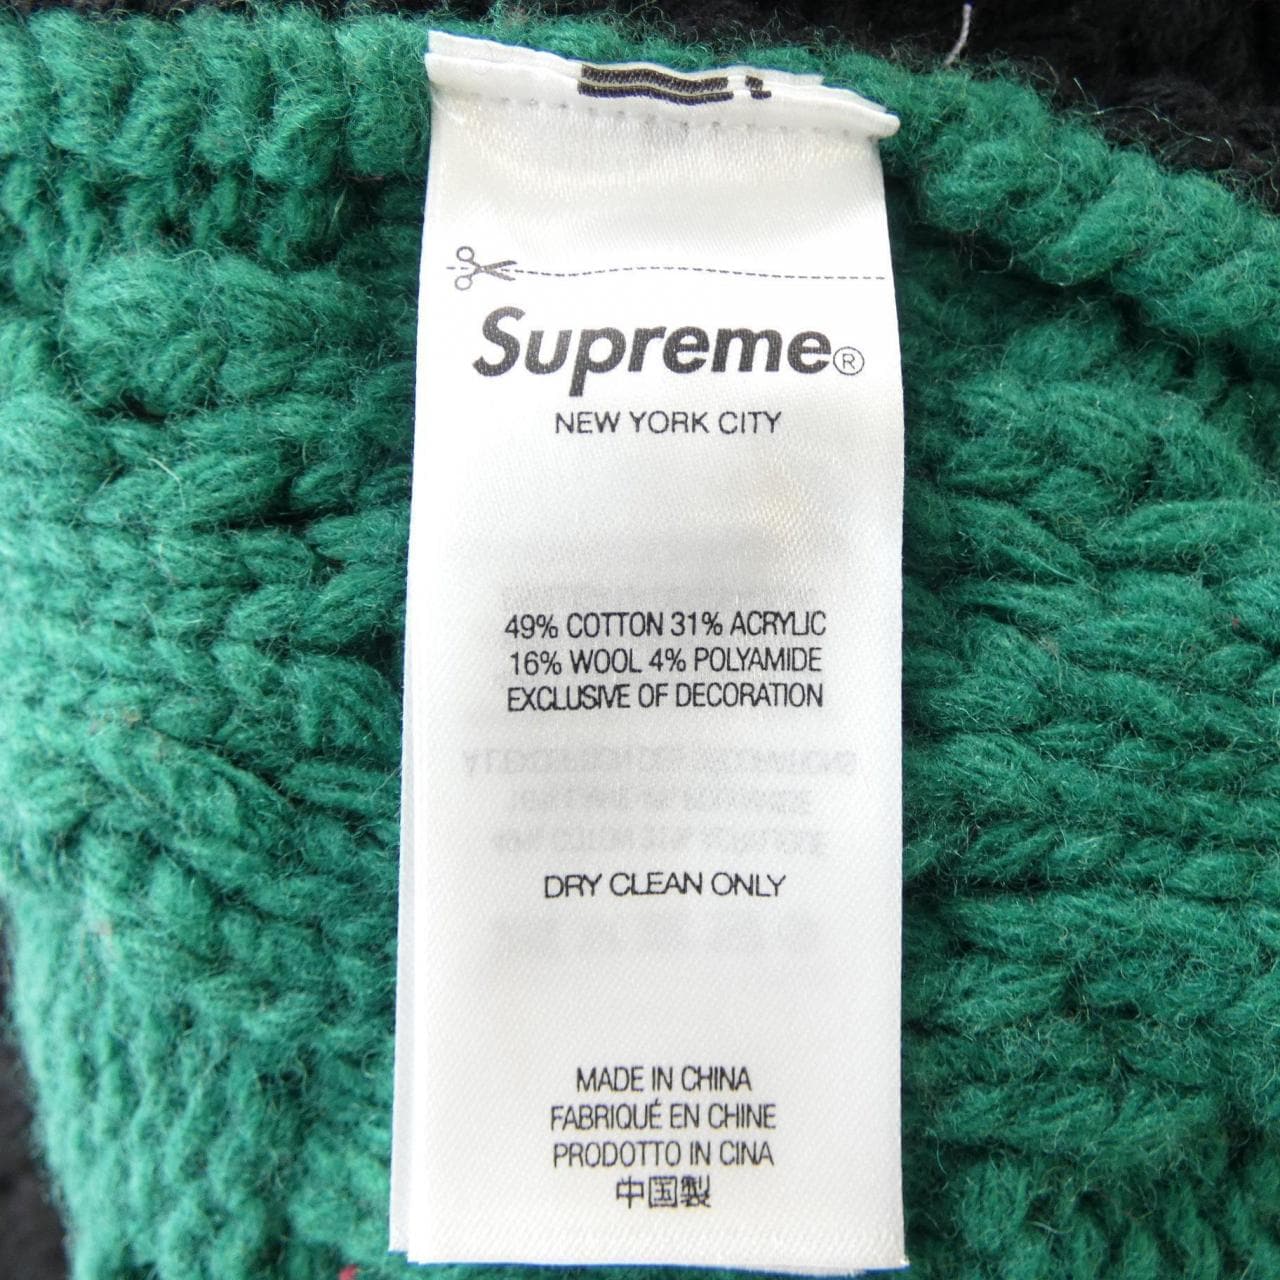 Supreme®
NEW YORK CITY
49% COTTON 31% ACRYLIC
16% WOOL 4% POLYAMIDE
EXCLUSIVE OF DECORATION
DRY CLEAN ONLY
MADE IN CHINA
FABRIQUÉ EN CHINE
PRODOTTO IN CINA
中国製